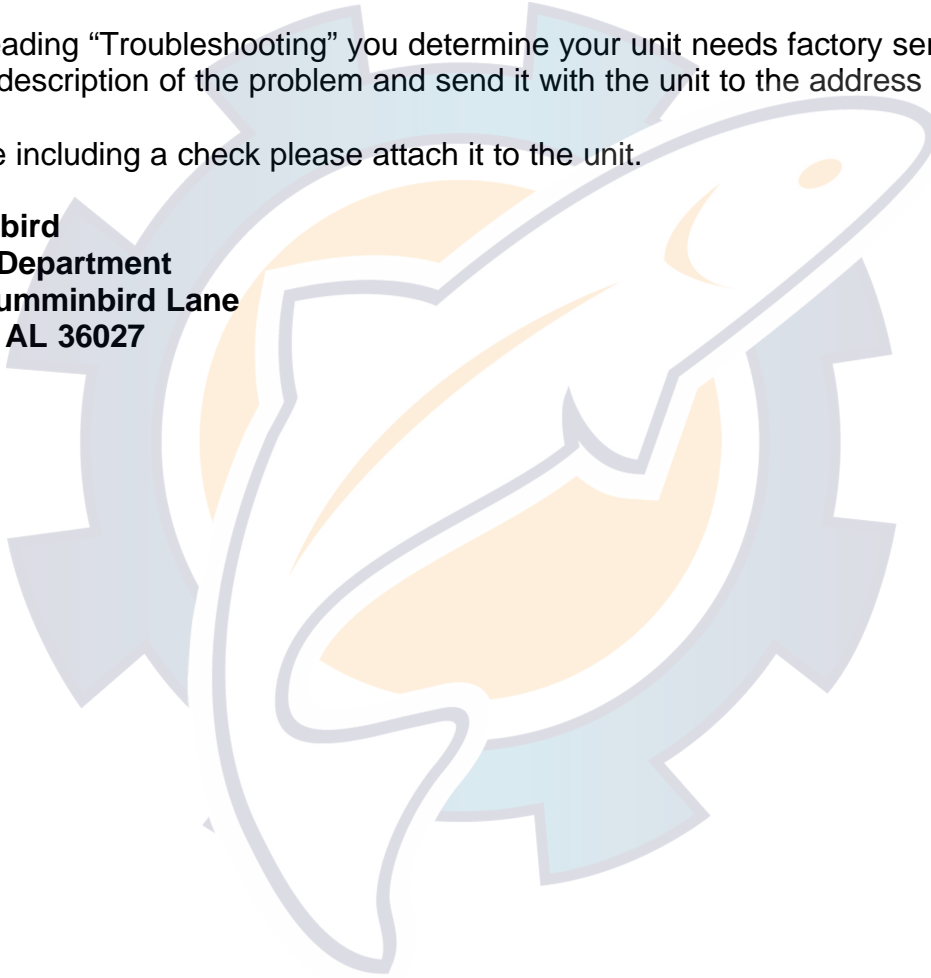 eading “Troubleshooting” you determine your unit needs factory ser
description of the problem and send it with the unit to the address
e including a check please attach it to the unit.
bird
Department
umminbird Lane
AL 36027